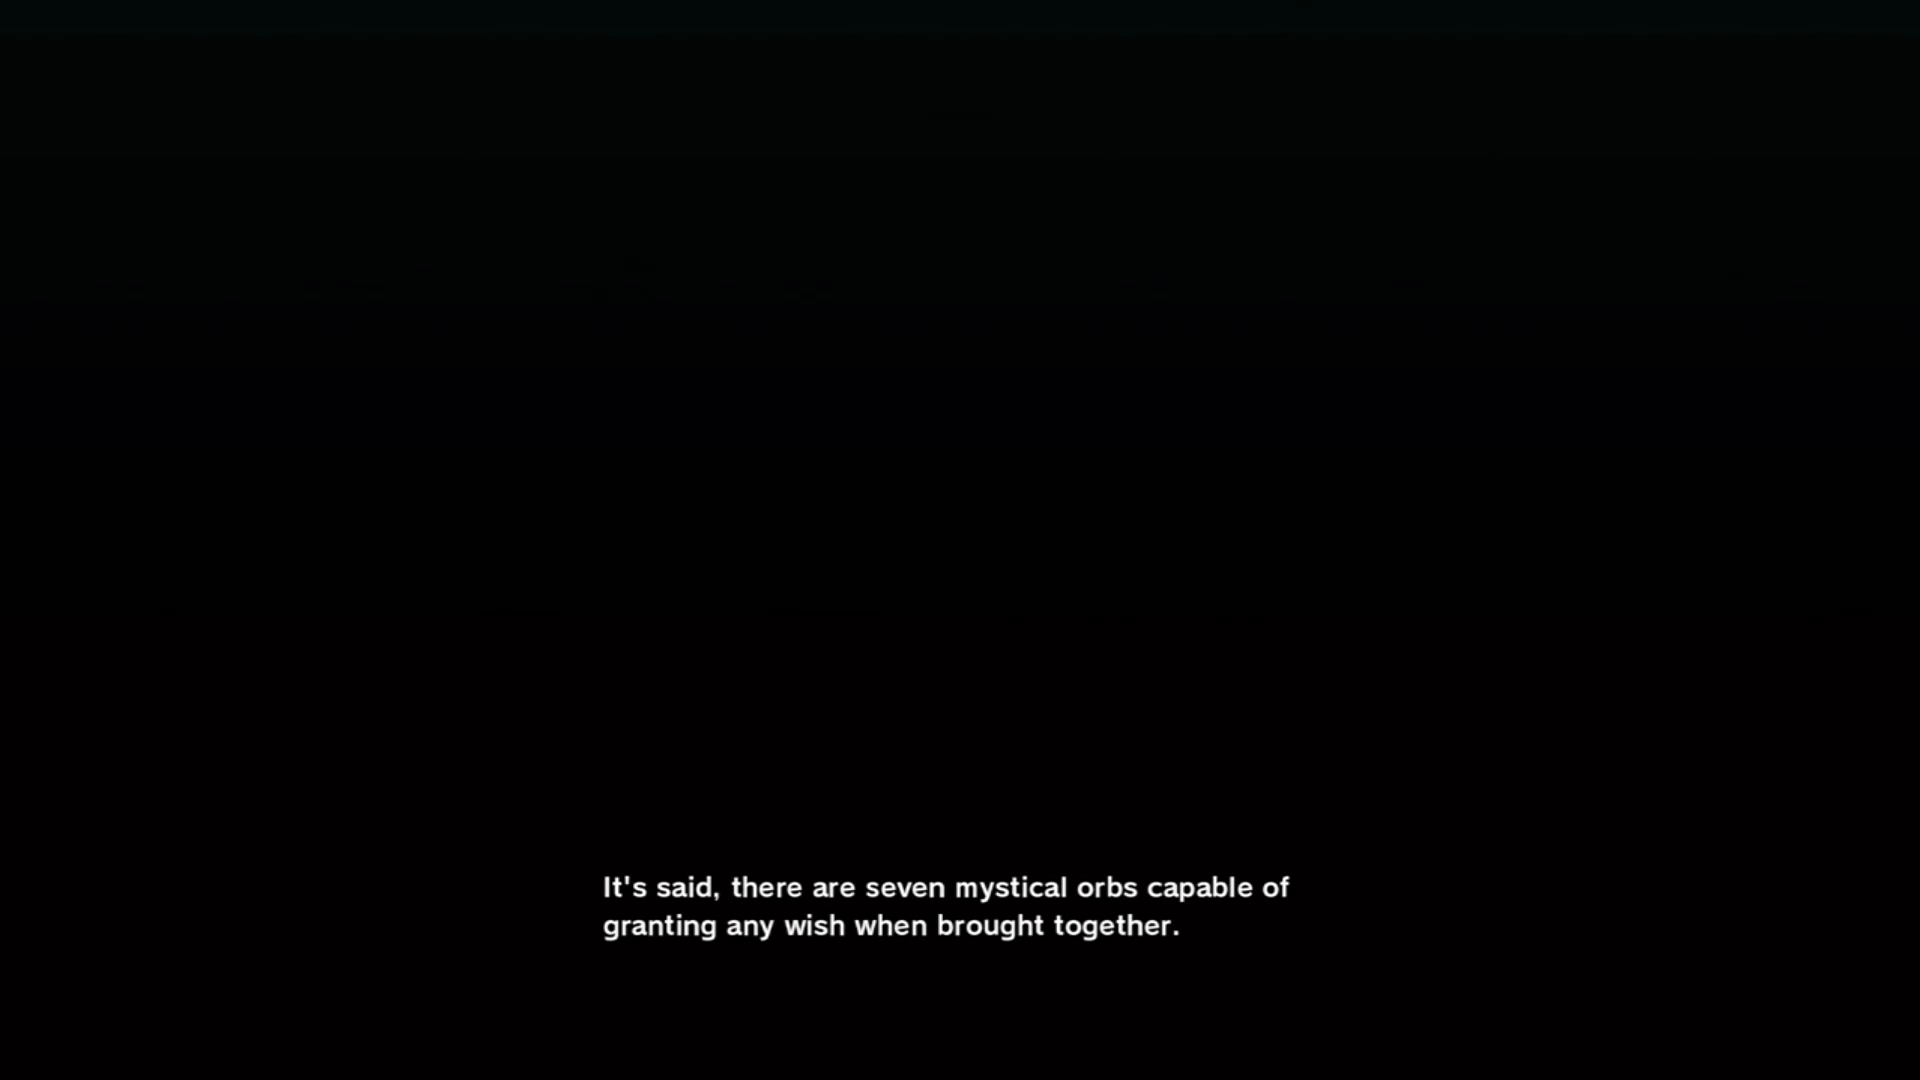 It's said, there are seven mystical orbs capable of
granting any wish when brought together.